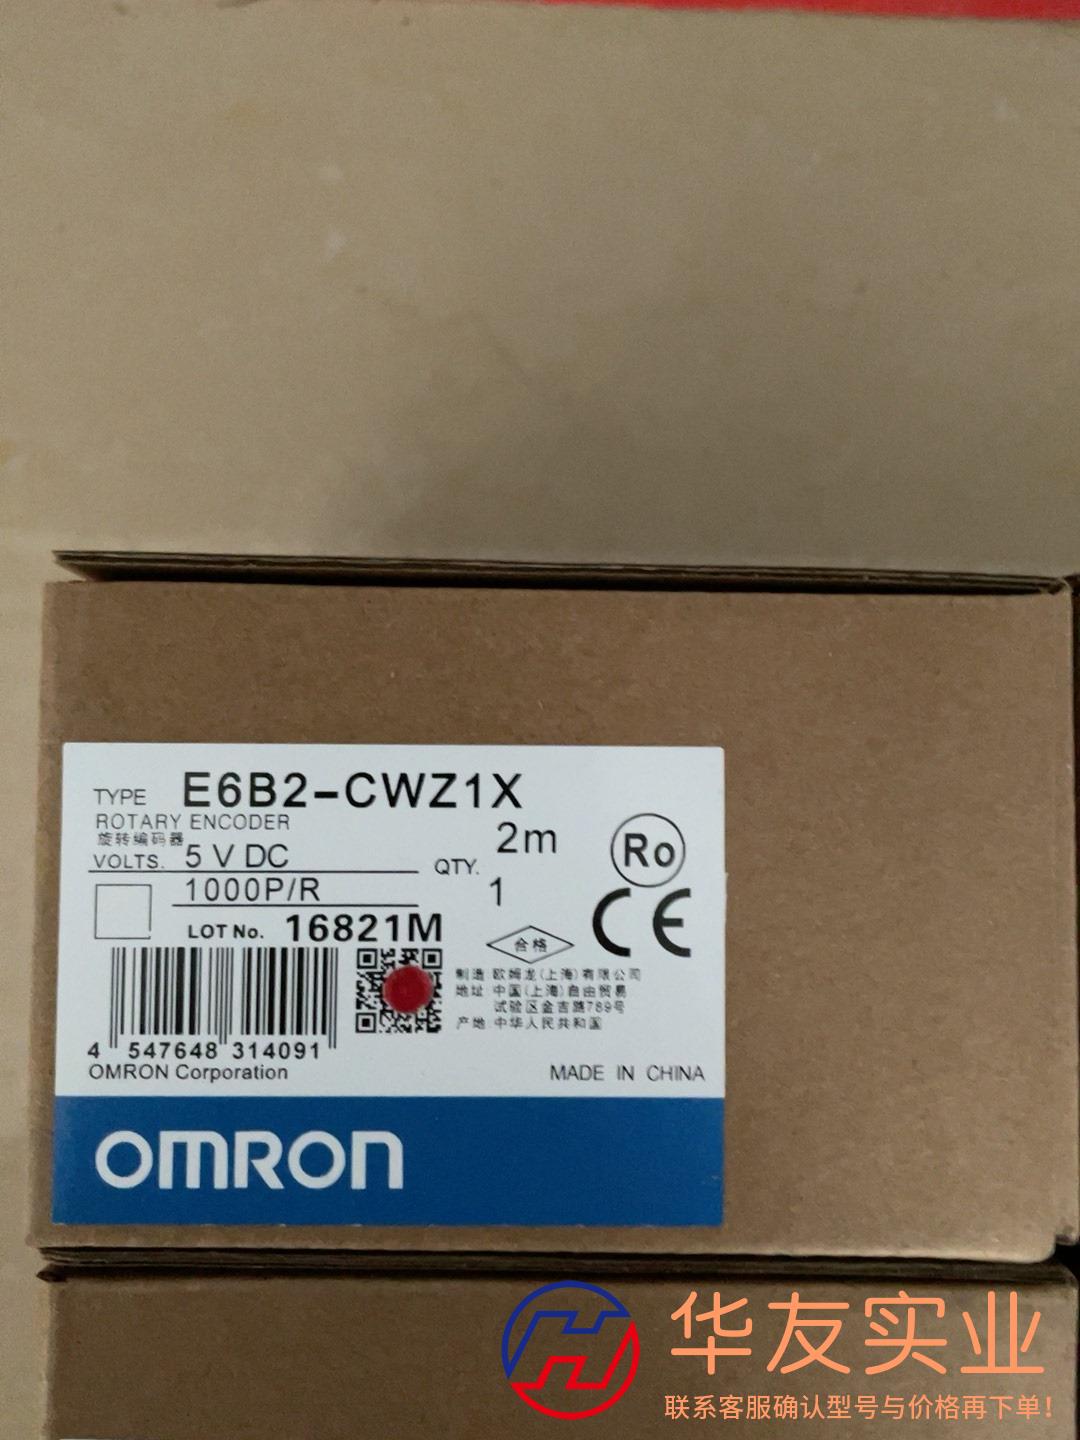 TYPE E6B2-CWZ1X
ROTARY ENCODER
旋转编码器
2m
VOLTS. 5 V DC
QTY. 1
1000P/R
Ro
LOT No. 16821M
CE
合格
制造 欧姆龙(上海)有限公司
地址 中国(上海)自由贸易
试验区金吉路789号
产地 中华人民共和国
4 547648 314091
OMRON Corporation
MADE IN CHINA
OMRON
华友实业
联系客服确认型号与价格再下单!